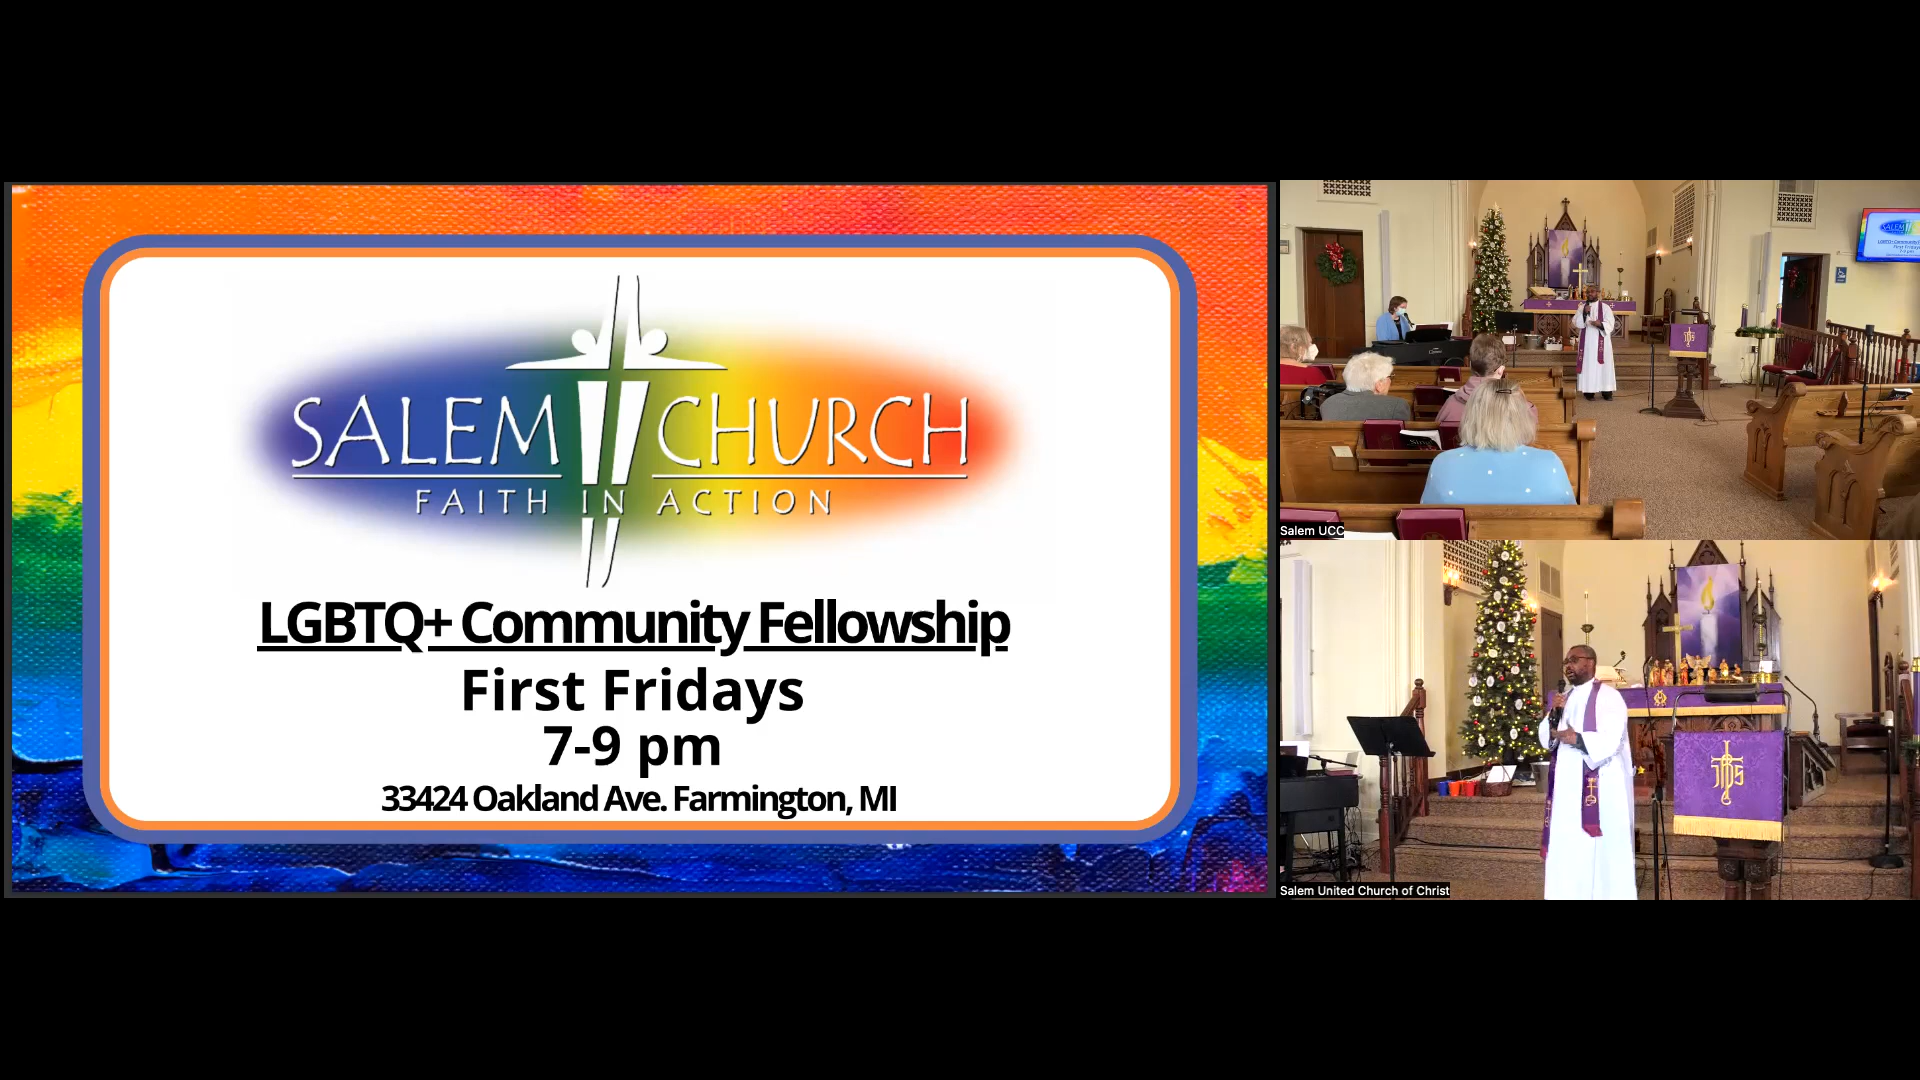 SALEM CHURCH
FAITH IN ACTION
LGBTQ+ Community Fellowship
First Fridays
7-9 pm
33424 Oakland Ave. Farmington, MI
Salem UCC
Salem United Church of Christ